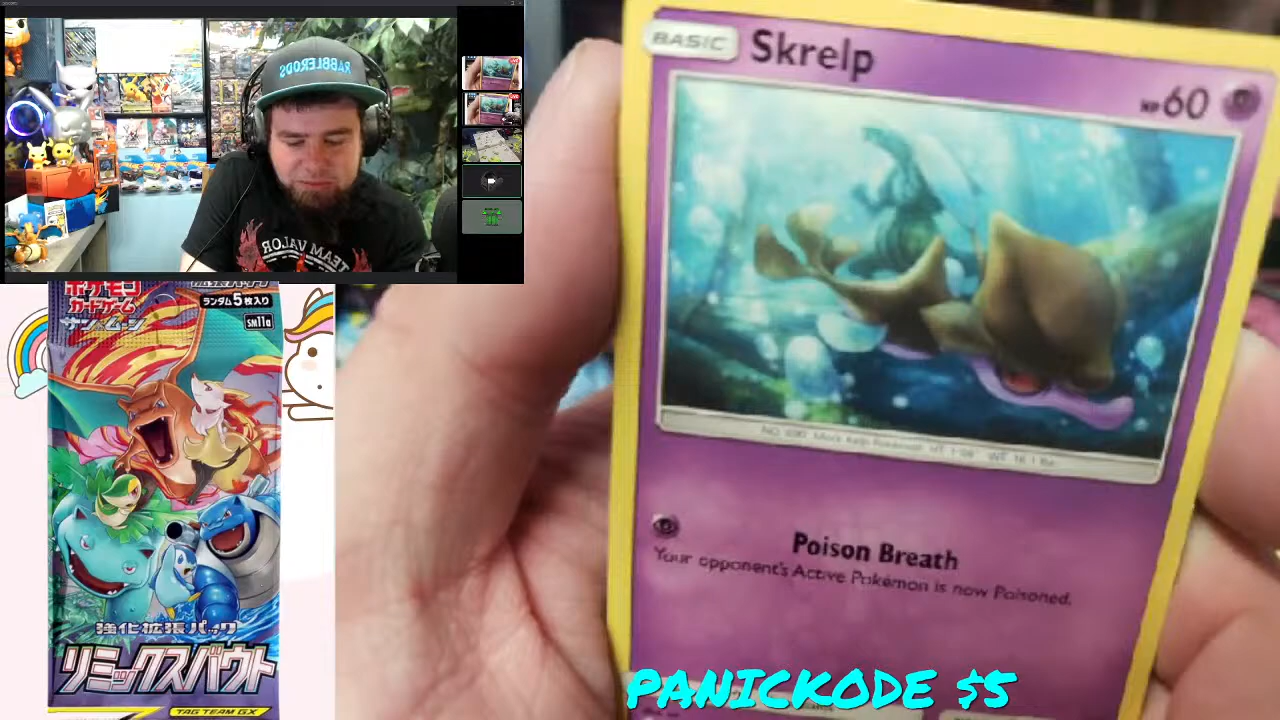 RABBLERODS
TEAM VALOR
BASIC
Skrelp
HP 60
Poison Breath
Your opponent's Active Pokémon is now Poisoned.
ポケモン
カードゲーム
サン&ムーン
ランダム5枚入り
SM11a
強化拡張パック
リミックスバウト
TAG TEAM GX
PANICKODE $5